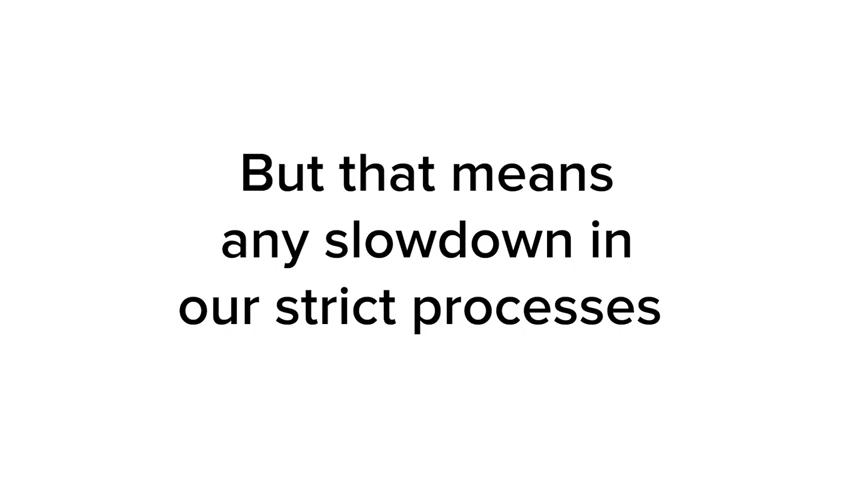 But that means
any slowdown in
our strict processes